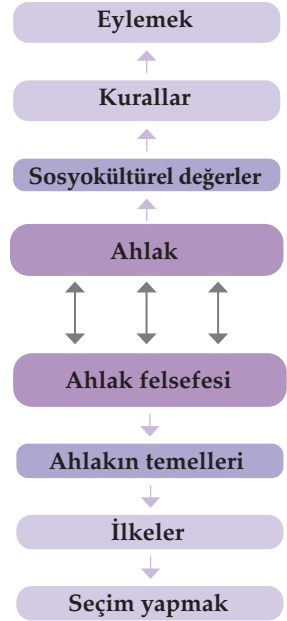 Eylemek
Kurallar
Sosyokültürel değerler
Ahlak
Ahlak felsefesi
Ahlakın temelleri
İlkeler
Seçim yapmak